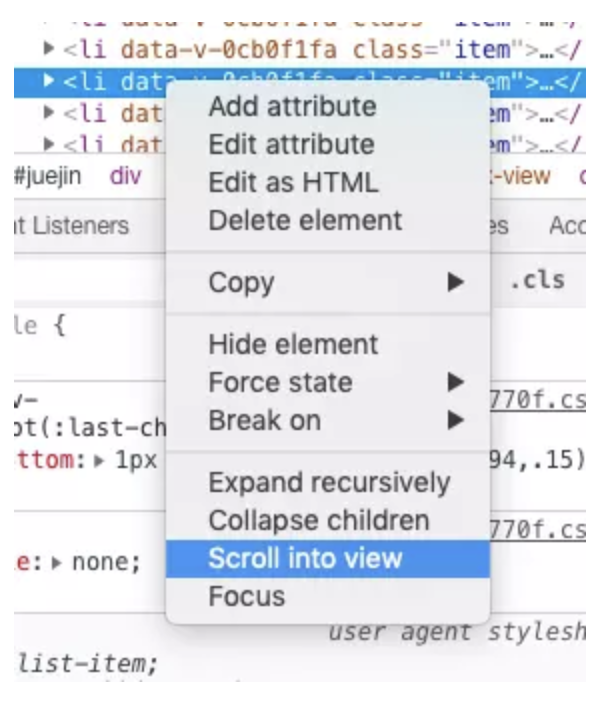 ▶<li data-v-0cb0f1fa class="item">…</
▶<li data-v-0cb0f1fa class="item">…</
▶<li dat em">…</
▶<li dat em">…</
#juejin div -view
t Listeners es Acc
.cls
le {
v-
770f.cs
ot(:last-ch
ttom: ▶ 1px 94,.15)
770f.cs
e: ▶ none;
user agent stylesh
list-item;
Add attribute
Edit attribute
Edit as HTML
Delete element
Copy ▶
Hide element
Force state ▶
Break on ▶
Expand recursively
Collapse children
Scroll into view
Focus